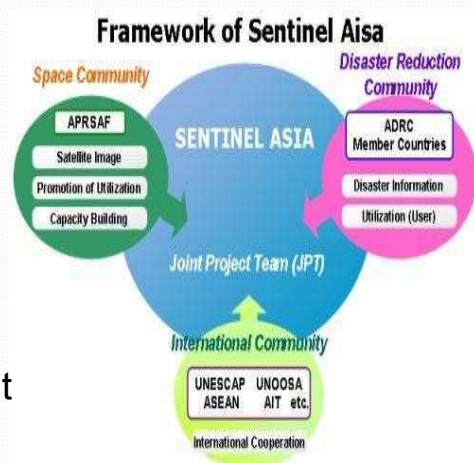 Framework of Sentinel Aisa
Space Community
Disaster Reduction
Community
APRSAF
Satellite Image
Promotion of Utilization
Capacity Building
SENTINEL ASIA
Joint Project Team (JPT)
ADRC
Member Countries
Disaster Information
Utilization (User)
International Community
UNESCAP UNOOSA
ASEAN AIT etc.
International Cooperation
t